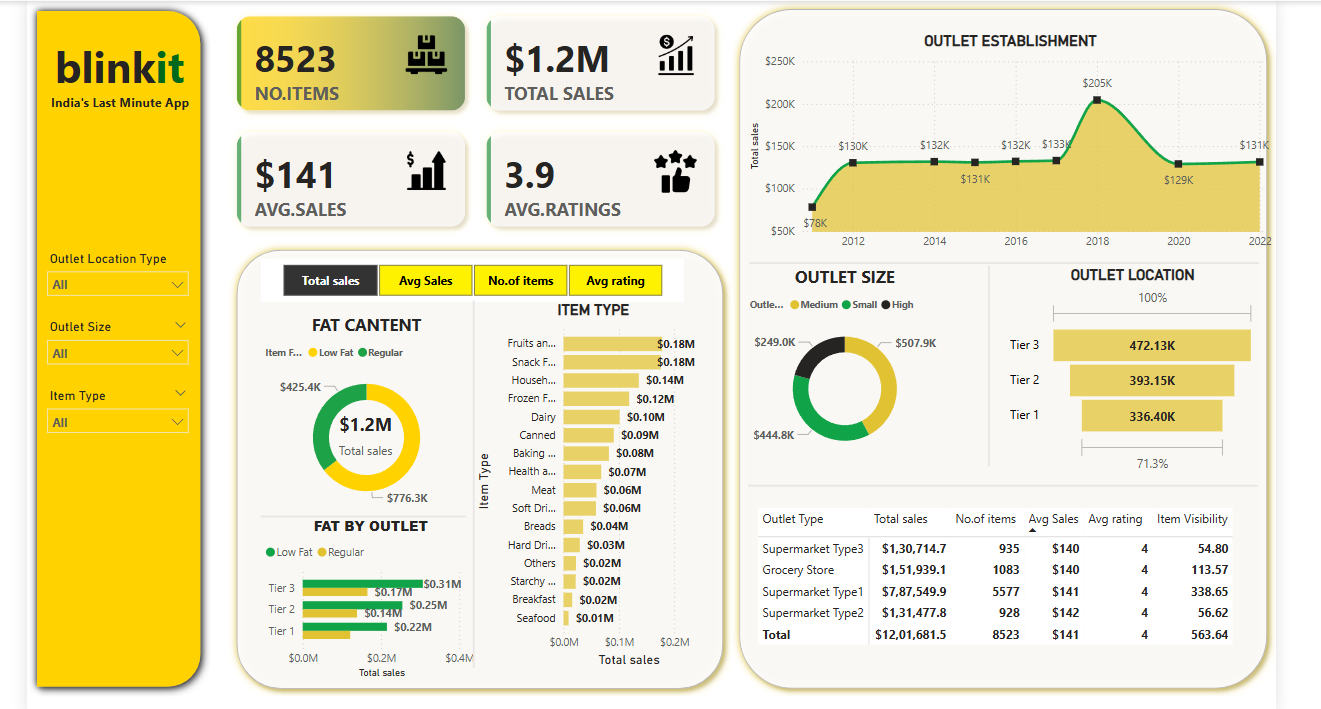 blinkit
India's Last Minute App
Outlet Location Type
All
Outlet Size
All
Item Type
All
8523
NO.ITEMS
$1.2M
TOTAL SALES
$141
AVG.SALES
3.9
AVG.RATINGS
Total sales
Avg Sales
No.of items
Avg rating
FAT CANTENT
Item F... Low Fat Regular
$425.4K
$1.2M
Total sales
$776.3K
FAT BY OUTLET
Low Fat Regular
Tier 3 $0.31M
$0.17M
Tier 2 $0.25M
$0.14M
Tier 1 $0.22M
$0.0M $0.2M $0.4M
Total sales
ITEM TYPE
Item Type
Fruits an... $0.18M
Snack F... $0.18M
Househ... $0.14M
Frozen F... $0.12M
Dairy $0.10M
Canned $0.09M
Baking ... $0.08M
Health a... $0.07M
Meat $0.06M
Soft Dri... $0.06M
Breads $0.04M
Hard Dri... $0.03M
Others $0.02M
Starchy ... $0.02M
Breakfast $0.02M
Seafood $0.01M
$0.0M $0.1M $0.2M
Total sales
OUTLET ESTABLISHMENT
Total sales
$250K
$200K
$150K
$100K
$50K
$78K
$130K
$132K
$131K
$132K
$133K
$205K
$129K
$131K
2012 2014 2016 2018 2020 2022
OUTLET SIZE
Outle... Medium Small High
$249.0K
$507.9K
$444.8K
OUTLET LOCATION
100%
Tier 3 472.13K
Tier 2 393.15K
Tier 1 336.40K
71.3%
Outlet Type Total sales No.of items Avg Sales Avg rating Item Visibility
Supermarket Type3 $1,30,714.7 935 $140 4 54.80
Grocery Store $1,51,939.1 1083 $140 4 113.57
Supermarket Type1 $7,87,549.9 5577 $141 4 338.65
Supermarket Type2 $1,31,477.8 928 $142 4 56.62
Total $12,01,681.5 8523 $141 4 563.64